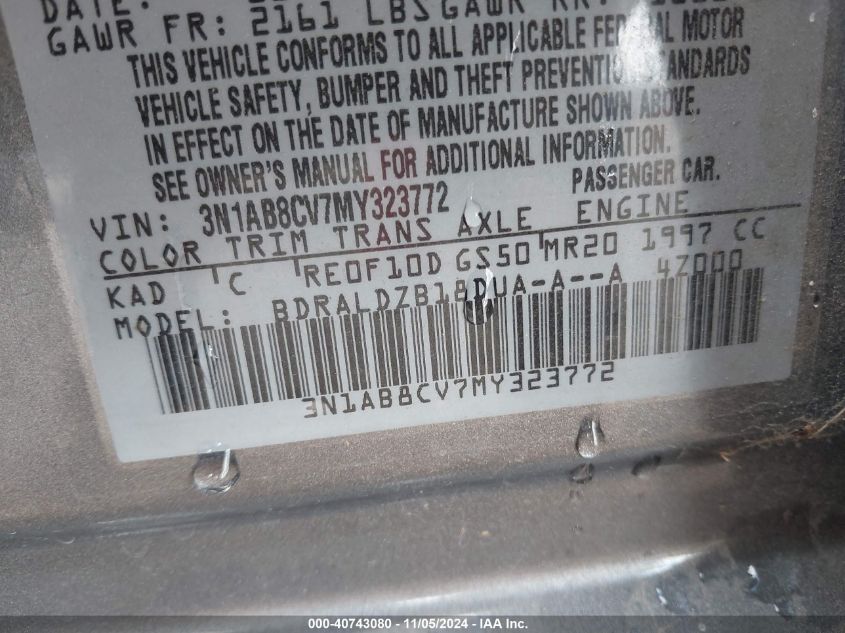 DATE:
GAWR FR: 2161 LBS GAWR RR:
THIS VEHICLE CONFORMS TO ALL APPLICABLE FEDERAL MOTOR
VEHICLE SAFETY, BUMPER AND THEFT PREVENTION STANDARDS
IN EFFECT ON THE DATE OF MANUFACTURE SHOWN ABOVE.
SEE OWNER'S MANUAL FOR ADDITIONAL INFORMATION.
PASSENGER CAR.
VIN: 3N1AB8CV7MY323772
COLOR TRIM TRANS AXLE ENGINE
KAD C RE0F10D GS50 MR20 1997 CC
MODEL: BDRALDZB18DUA-A--A 4Z000
3N1AB8CV7MY323772
000-40743080 - 11/05/2024 - IAA Inc.